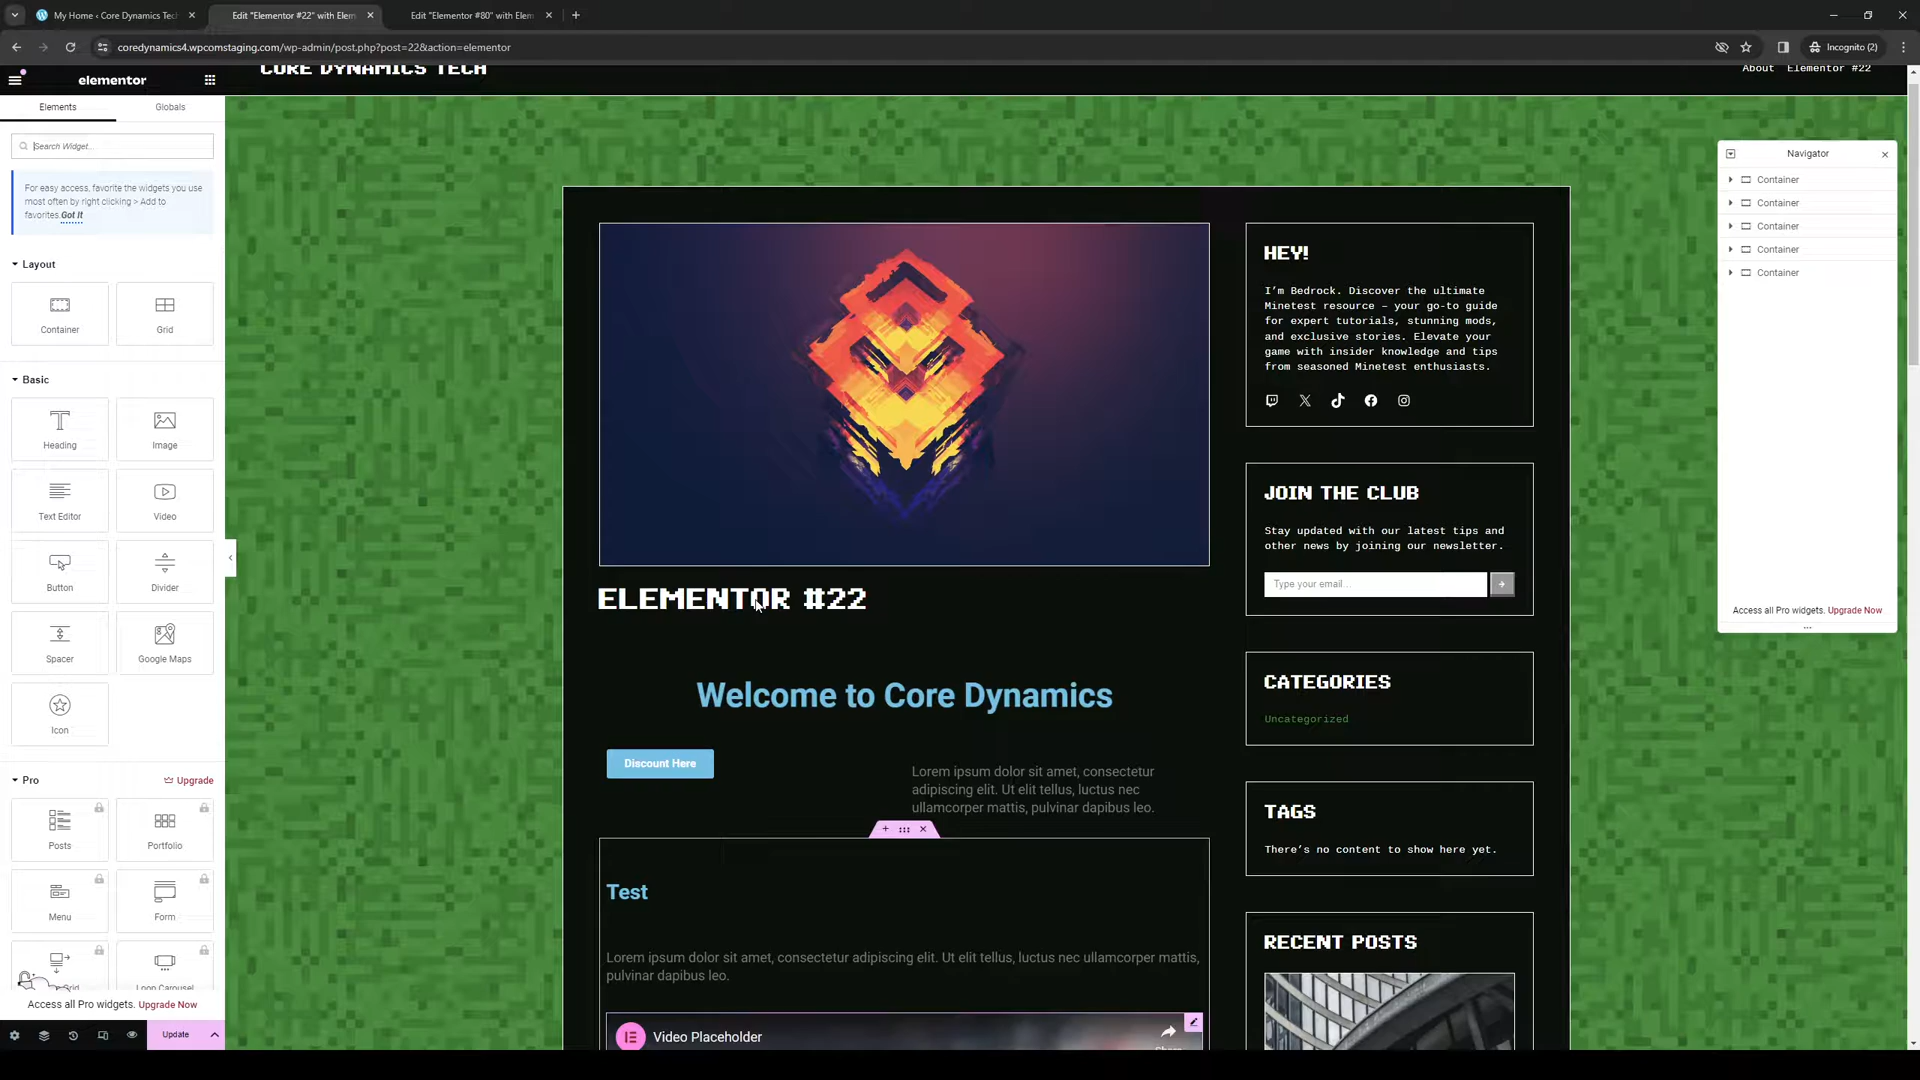 My Home ‹ Core Dynamics Tech
Edit "Elementor #22" with Elem
Edit "Elementor #80" with Elem
coredynamics4.wpcomstaging.com/wp-admin/post.php?post=22&action=elementor
Incognito (2)
elementor
CORE DYNAMICS TECH
About Elementor #22
Elements
Globals
Search Widget...
For easy access, favorite the widgets you use
most often by right clicking > Add to
favorites. Got It
Layout
Container
Grid
Basic
Heading
Image
Text Editor
Video
Button
Divider
Spacer
Google Maps
Icon
Pro
Upgrade
Posts
Portfolio
Menu
Form
Grid
Loop Carousel
Access all Pro widgets. Upgrade Now
Update
ELEMENTOR #22
Welcome to Core Dynamics
Discount Here
Lorem ipsum dolor sit amet, consectetur
adipiscing elit. Ut elit tellus, luctus nec
ullamcorper mattis, pulvinar dapibus leo.
Test
Lorem ipsum dolor sit amet, consectetur adipiscing elit. Ut elit tellus, luctus nec ullamcorper mattis,
pulvinar dapibus leo.
Video Placeholder
HEY!
I'm Bedrock. Discover the ultimate
Minetest resource – your go-to guide
for expert tutorials, stunning mods,
and exclusive stories. Elevate your
game with insider knowledge and tips
from seasoned Minetest enthusiasts.
JOIN THE CLUB
Stay updated with our latest tips and
other news by joining our newsletter.
Type your email…
CATEGORIES
Uncategorized
TAGS
There's no content to show here yet.
RECENT POSTS
Navigator
Container
Container
Container
Container
Container
Access all Pro widgets. Upgrade Now